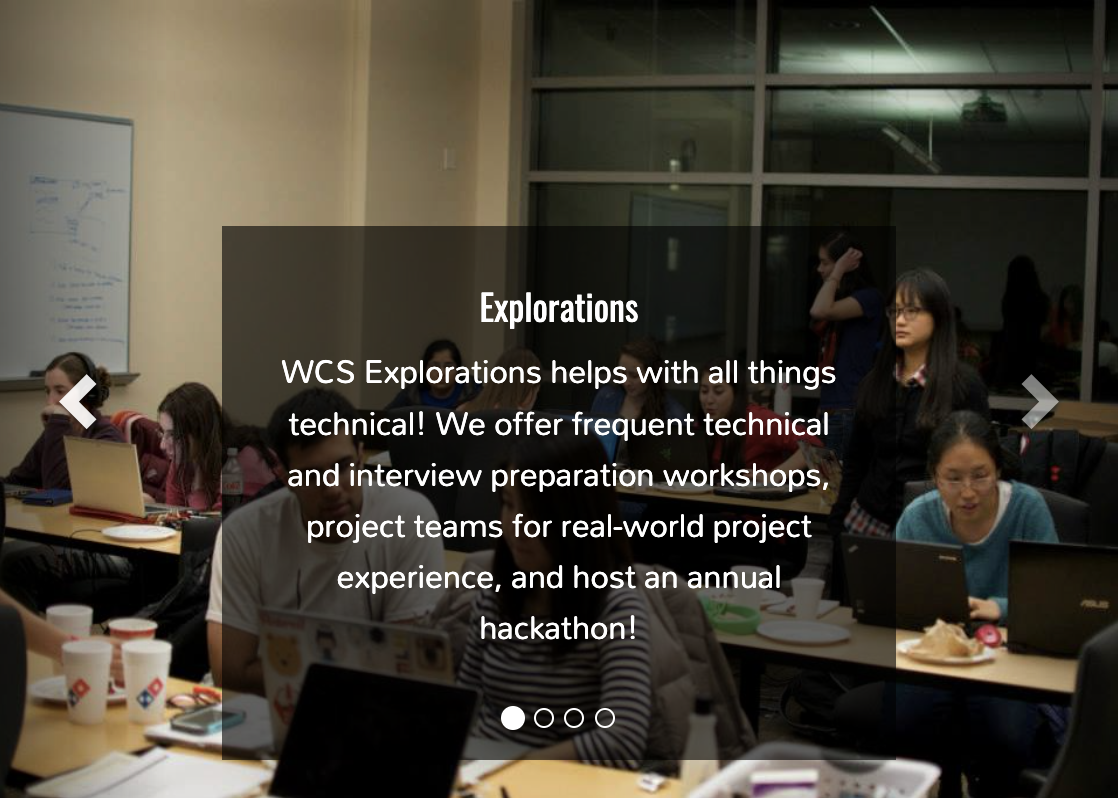 Explorations
WCS Explorations helps with all things
technical! We offer frequent technical
and interview preparation workshops,
project teams for real-world project
experience, and host an annual
hackathon!
ASUS